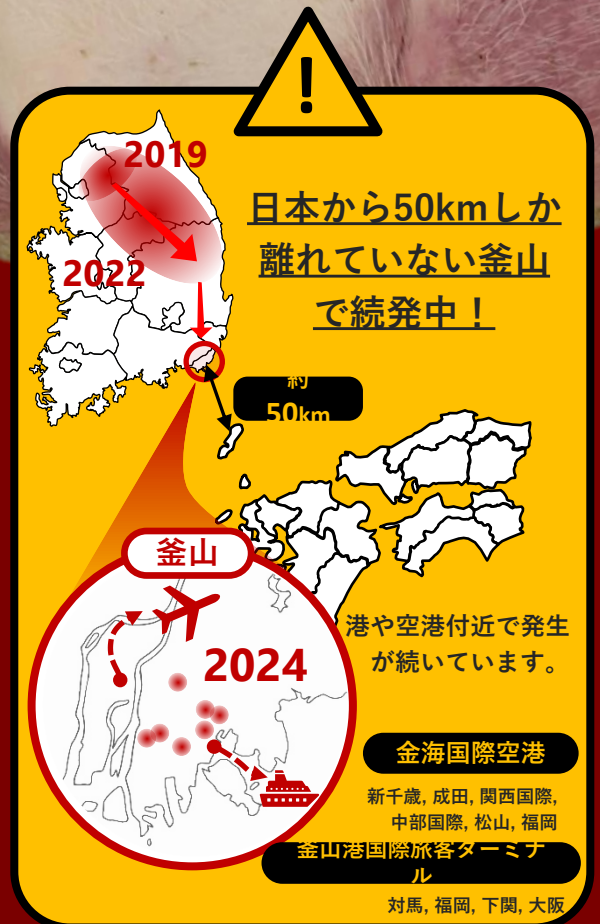 !
2019
日本から50kmしか
離れていない釜山
で続発中！
2022
約
50km
釜山
2024
港や空港付近で発生
が続いています。
金海国際空港
新千歳, 成田, 関西国際,
中部国際, 松山, 福岡
釜山港国際旅客ターミナ
ル
対馬, 福岡, 下関, 大阪